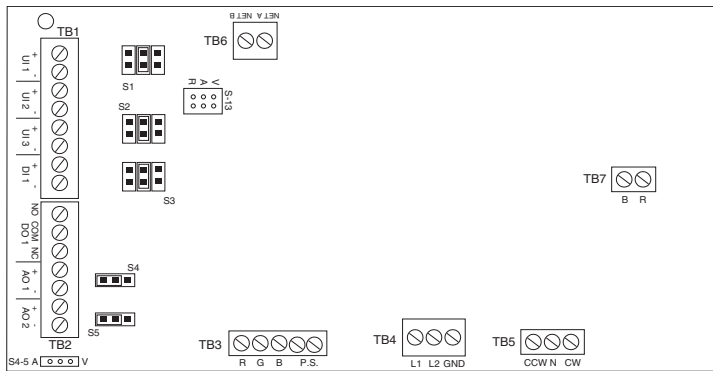 TB1
+
UI 1
-
+
UI 2
-
+
UI 3
-
+
DI 1
-
NO COM NC
DO 1
+
AO 1
-
+
AO 2
-
TB2
S4-5 A V
S1
S2
S3
S4
S5
TB6
NET B NET A
R A V
S-13
TB7
B R
TB3
R G B P.S.
TB4
L1 L2 GND
TB5
CCW N CW